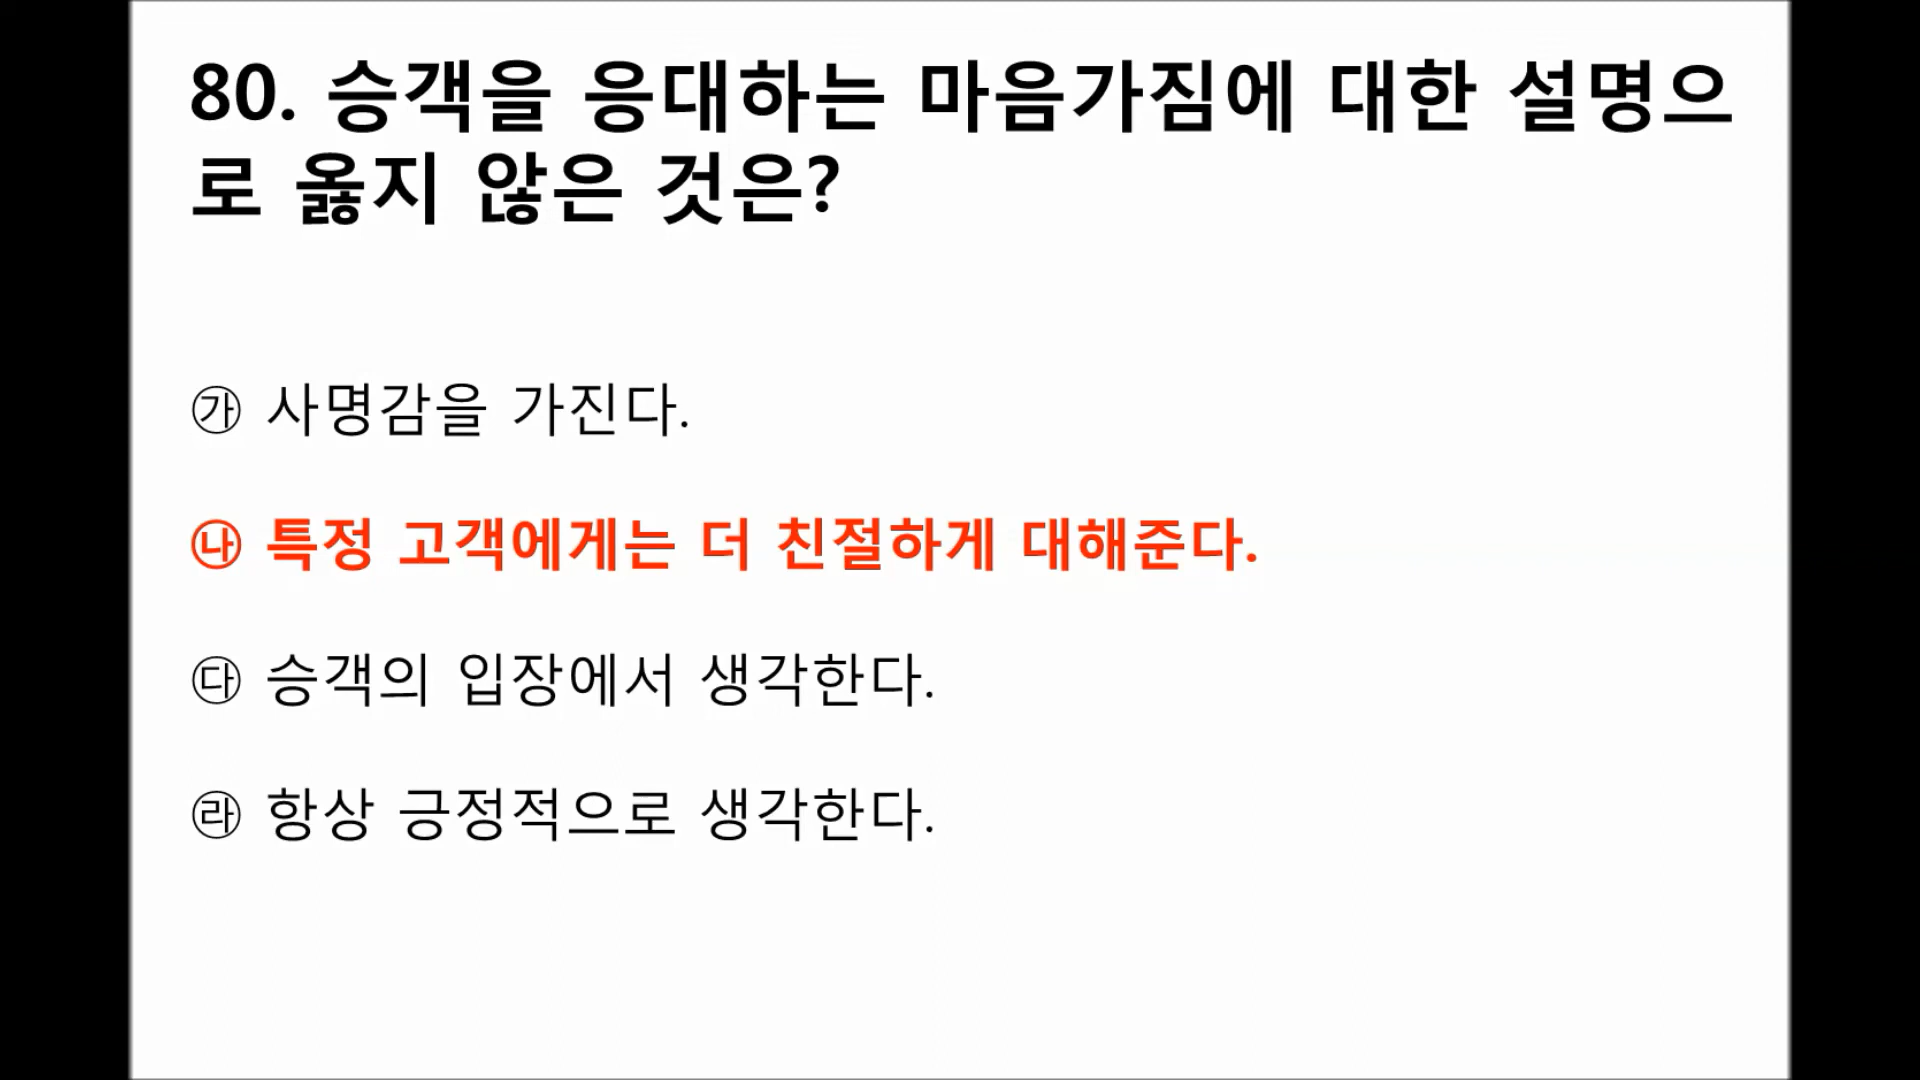 80. 승객을 응대하는 마음가짐에 대한 설명으
로 옳지 않은 것은?
㉮ 사명감을 가진다.
㉯ 특정 고객에게는 더 친절하게 대해준다.
㉰ 승객의 입장에서 생각한다.
㉱ 항상 긍정적으로 생각한다.